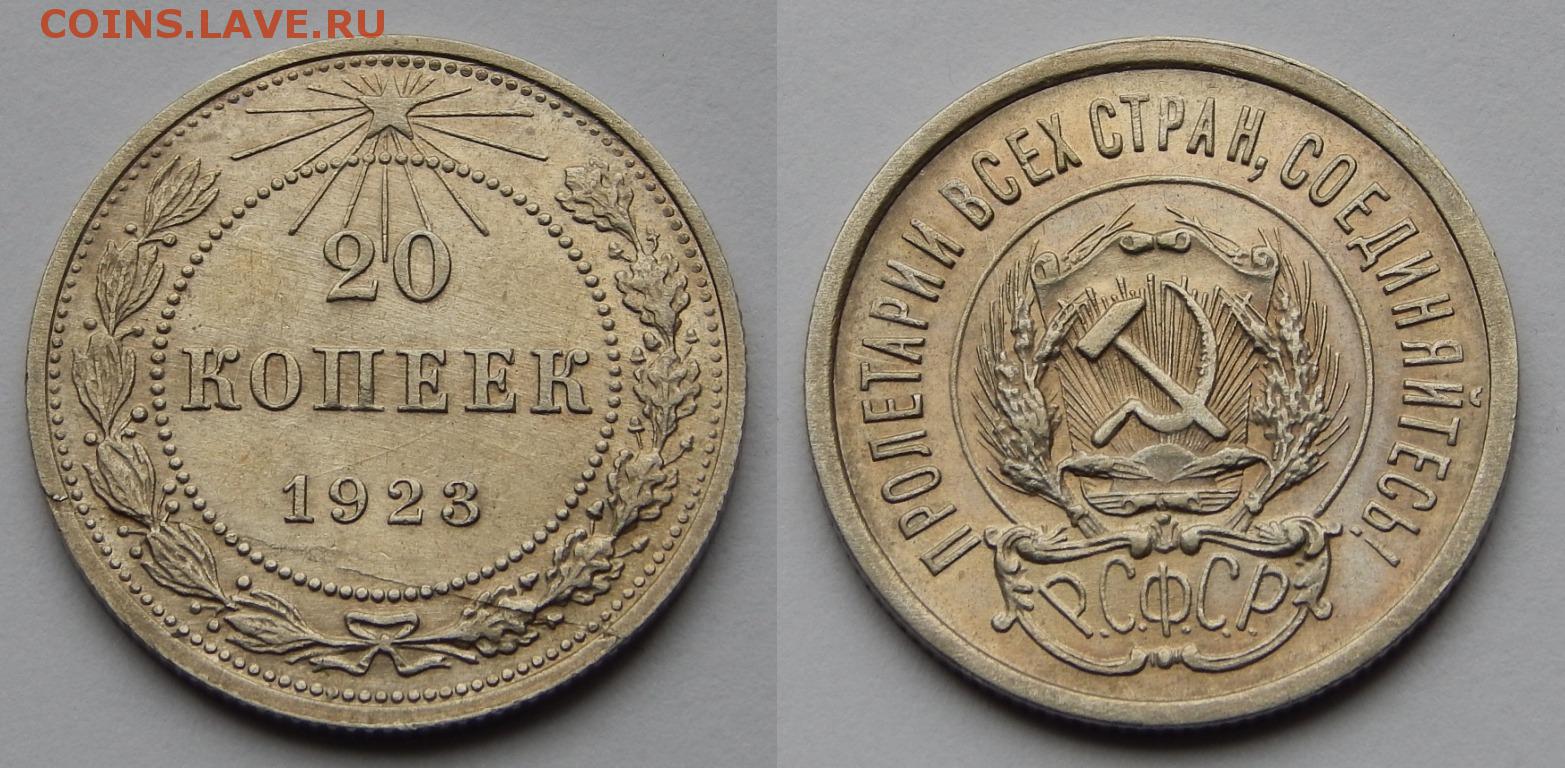 COINS.LAVE.RU
20
КОПЕЕК
1923
ПРОЛЕТАРИИ ВСЕХ СТРАН, СОЕДИНЯЙТЕСЬ!
Р.С.Ф.С.Р.